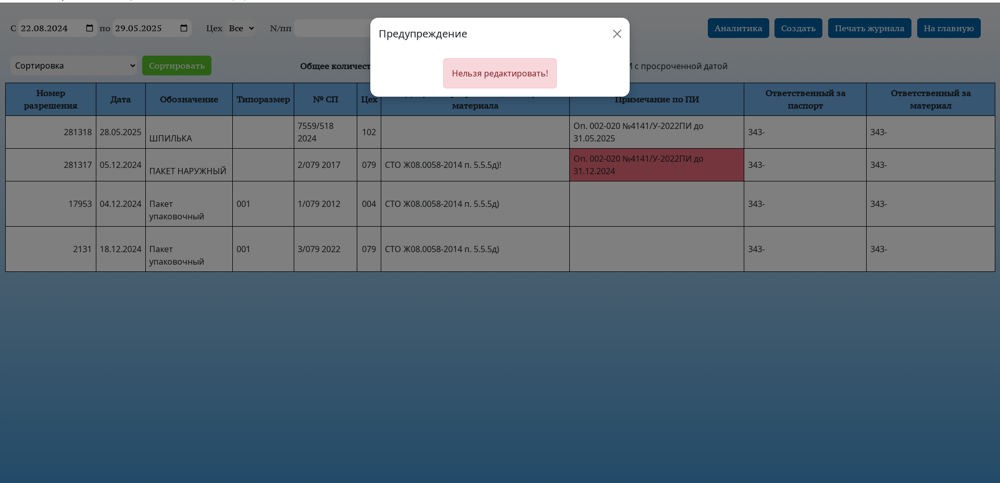 С 22.08.2024 по 29.05.2025 Цех Все N/пп
Предупреждение
Аналитика Создать Печать журнала На главную
Сортировка Сортировать
Нельзя редактировать!
с просроченной датой
Номер разрешения Дата Обозначение Типоразмер № СП Цех материала Примечание по ПИ Ответственный за паспорт Ответственный за материал
281318 28.05.2025 ШПИЛЬКА 7559/518 2024 102 Оп. 002-020 №4141/У-2022ПИ до 31.05.2025 343- 343-
281317 05.12.2024 ПАКЕТ НАРУЖНЫЙ 2/079 2017 079 СТО Ж08.0058-2014 п. 5.5.5д)! Оп. 002-020 №4141/У-2022ПИ до 31.12.2024 343- 343-
17953 04.12.2024 Пакет упаковочный 001 1/079 2012 004 СТО Ж08.0058-2014 п. 5.5.5д) 343- 343-
2131 18.12.2024 Пакет упаковочный 001 3/079 2022 079 СТО Ж08.0058-2014 п. 5.5.5д) 343- 343-